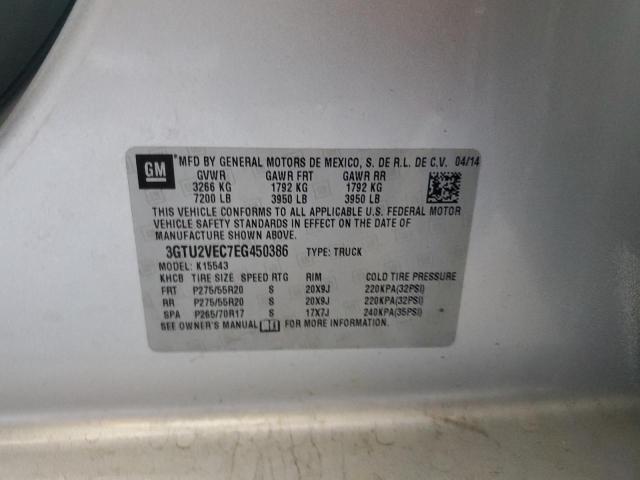 GM MFD BY GENERAL MOTORS DE MEXICO, S. DE R.L. DE C.V. 04/14
GVWR GAWR FRT GAWR RR
3266 KG 1792 KG 1792 KG
7200 LB 3950 LB 3950 LB
THIS VEHICLE CONFORMS TO ALL APPLICABLE U.S. FEDERAL MOTOR
VEHICLE SAFETY STANDARDS IN EFFECT ON THE DATE OF
MANUFACTURE SHOWN ABOVE.
3GTU2VEC7EG450386 TYPE: TRUCK
MODEL: K15543
KHCB TIRE SIZE SPEED RTG RIM COLD TIRE PRESSURE
FRT P275/55R20 S 20X9J 220KPA(32PSI)
RR P275/55R20 S 20X9J 220KPA(32PSI)
SPA P265/70R17 S 17X7J 240KPA(35PSI)
SEE OWNER'S MANUAL FOR MORE INFORMATION.